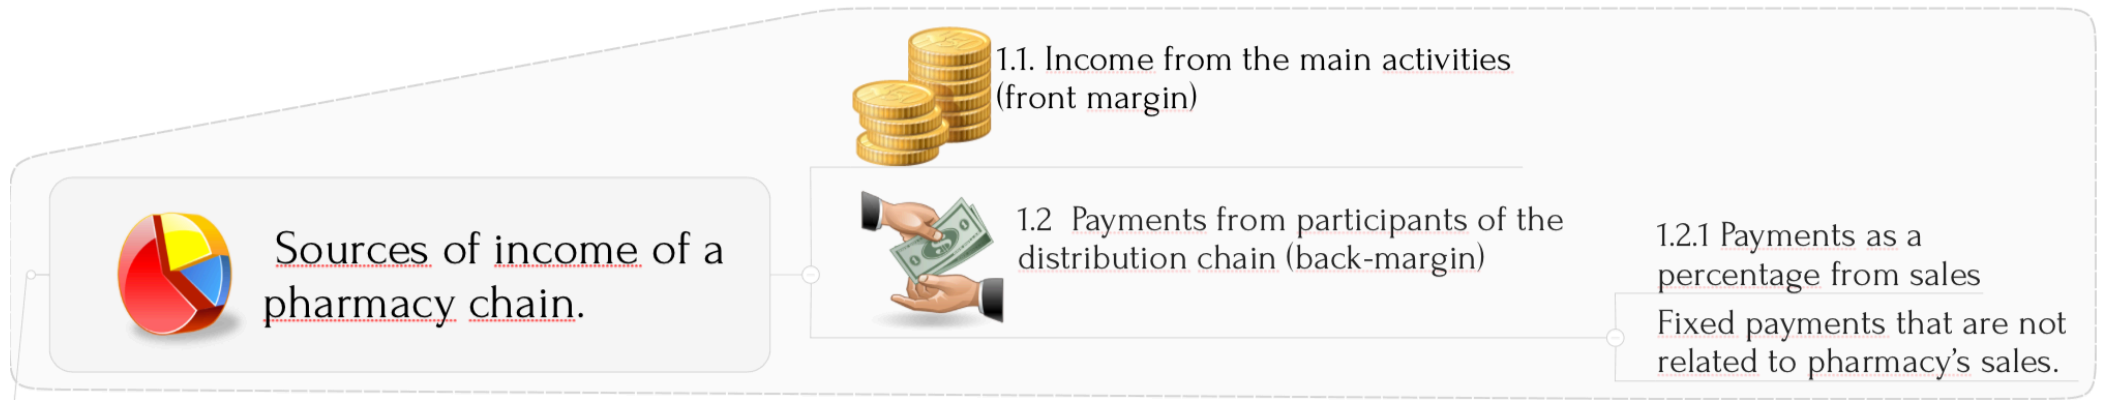 1.1. Income from the main activities
(front margin)
Sources of income of a
pharmacy chain.
1.2 Payments from participants of the
distribution chain (back-margin)
1.2.1 Payments as a
percentage from sales
Fixed payments that are not
related to pharmacy’s sales.